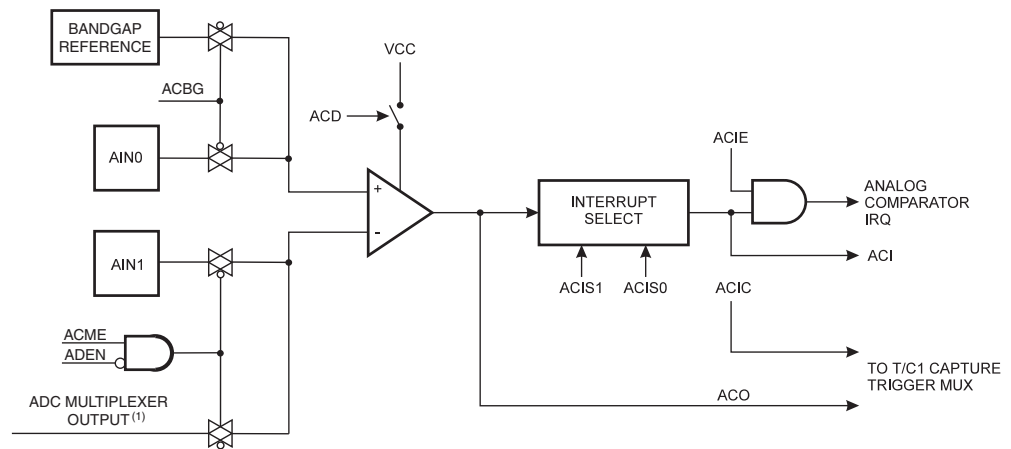 BANDGAP
REFERENCE
ACBG
AIN0
VCC
ACD
+
-
AIN1
ACME
ADEN
ADC MULTIPLEXER
OUTPUT (1)
INTERRUPT
SELECT
ACIS1 ACIS0
ACIE
ANALOG
COMPARATOR
IRQ
ACI
ACIC
TO T/C1 CAPTURE
TRIGGER MUX
ACO